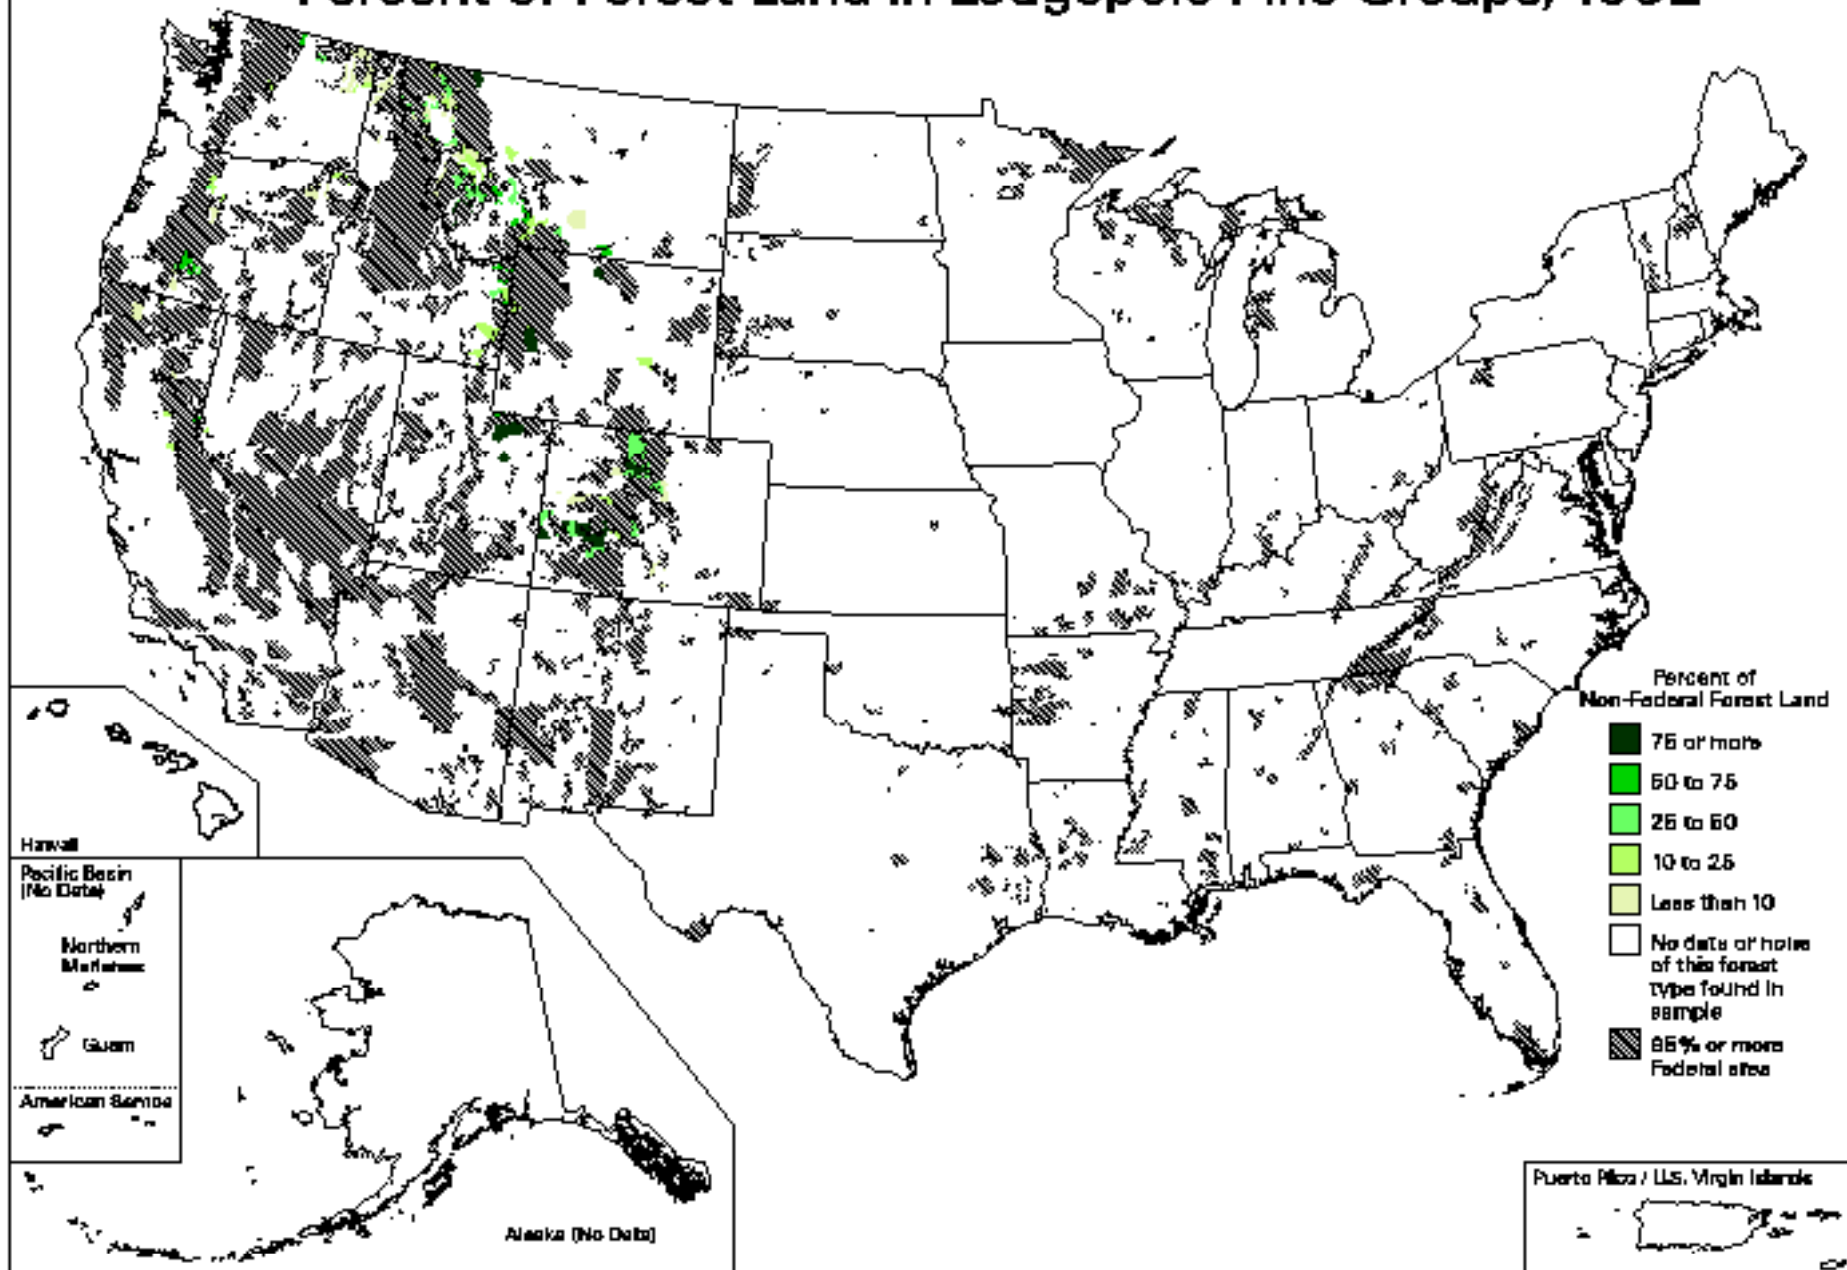 Percent of Forest Land in Lodgepole Pine Groups, 1992
Percent of
Non-Federal Forest Land
75 or more
50 to 75
25 to 50
10 to 25
Less than 10
No data or none
of this forest
type found in
sample
95% or more
Federal area
Hawaii
Pacific Basin
(No Data)
Northern
Marianas
Guam
American Samoa
Alaska (No Data)
Puerto Rico / U.S. Virgin Islands